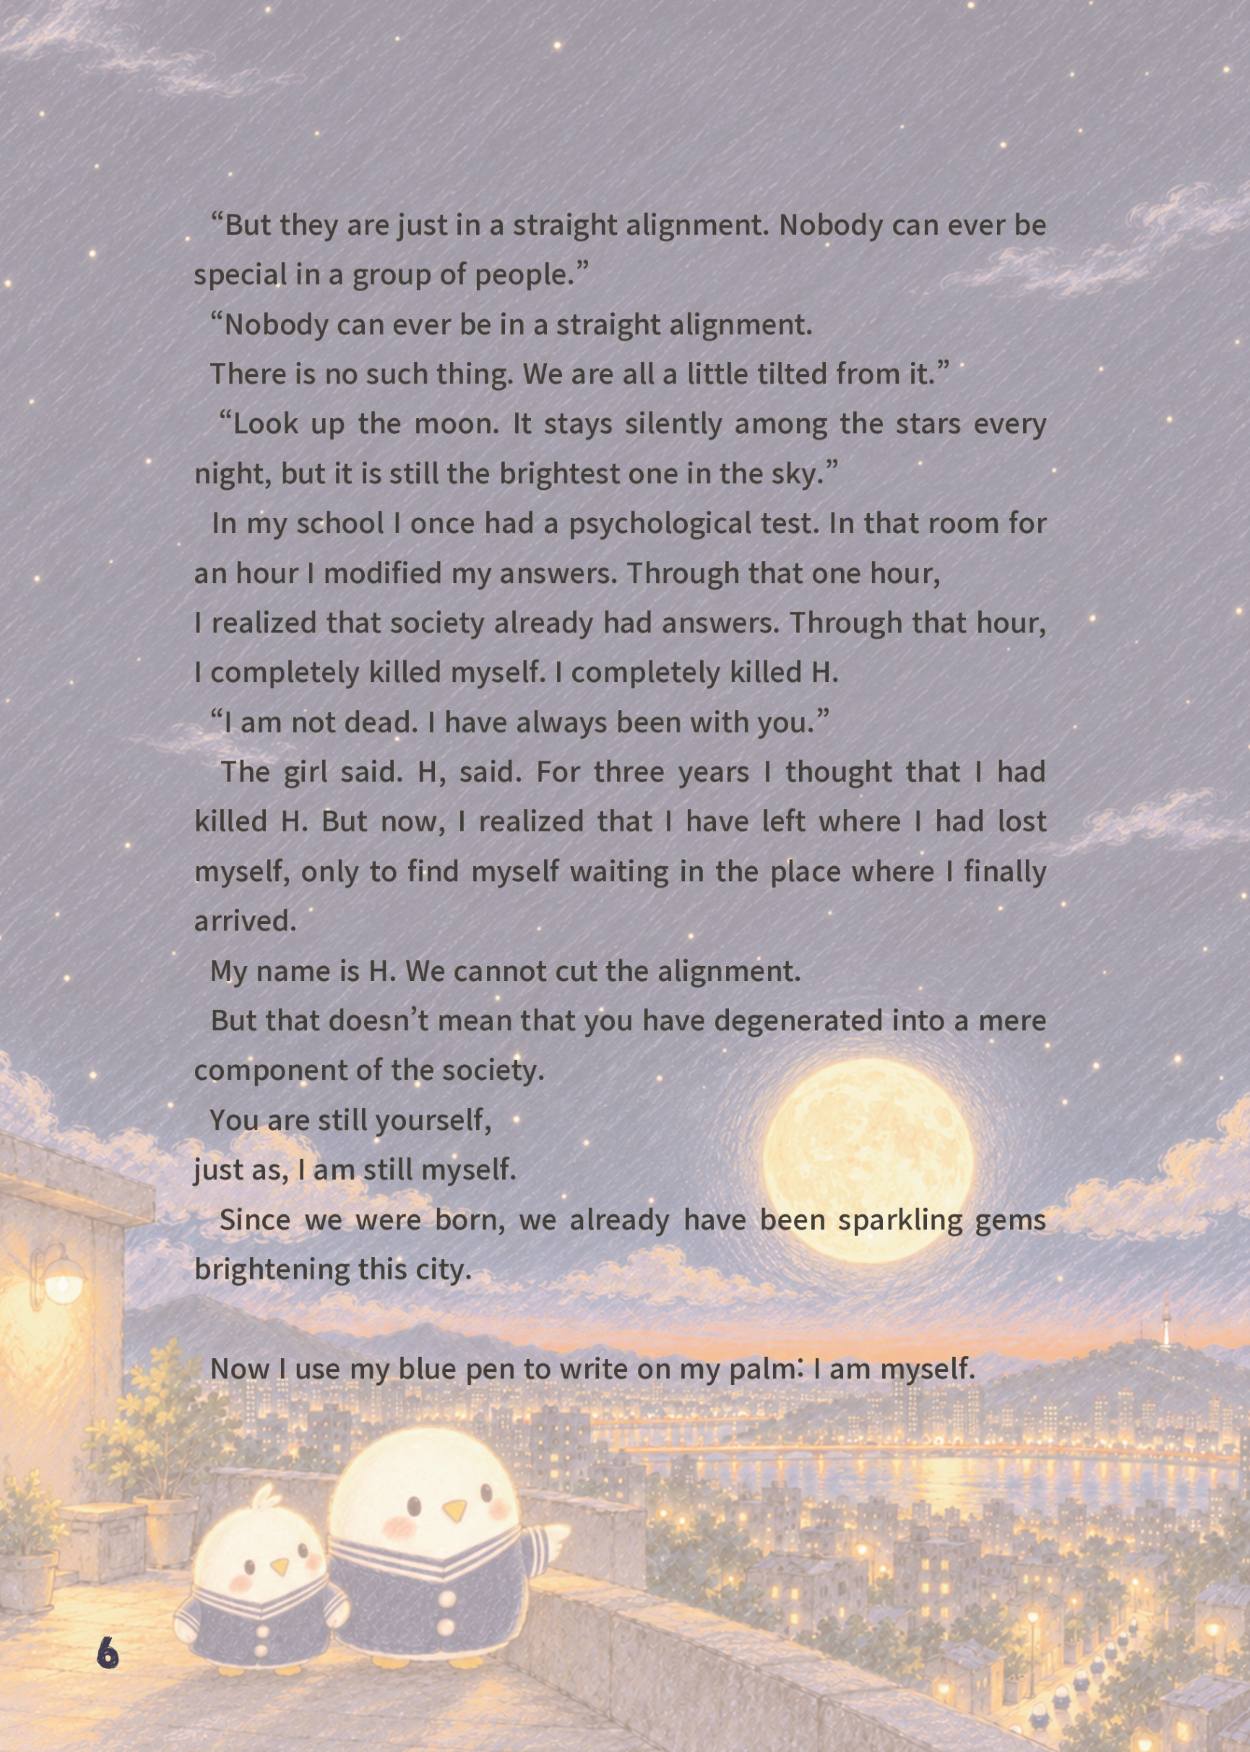 “But they are just in a straight alignment. Nobody can ever be
special in a group of people.”
“Nobody can ever be in a straight alignment.
There is no such thing. We are all a little tilted from it.”
“Look up the moon. It stays silently among the stars every
night, but it is still the brightest one in the sky.”
In my school I once had a psychological test. In that room for
an hour I modified my answers. Through that one hour,
I realized that society already had answers. Through that hour,
I completely killed myself. I completely killed H.
“I am not dead. I have always been with you.”
The girl said. H, said. For three years I thought that I had
killed H. But now, I realized that I have left where I had lost
myself, only to find myself waiting in the place where I finally
arrived.
My name is H. We cannot cut the alignment.
But that doesn’t mean that you have degenerated into a mere
component of the society.
You are still yourself,
just as, I am still myself.
Since we were born, we already have been sparkling gems
brightening this city.
Now I use my blue pen to write on my palm: I am myself.
6